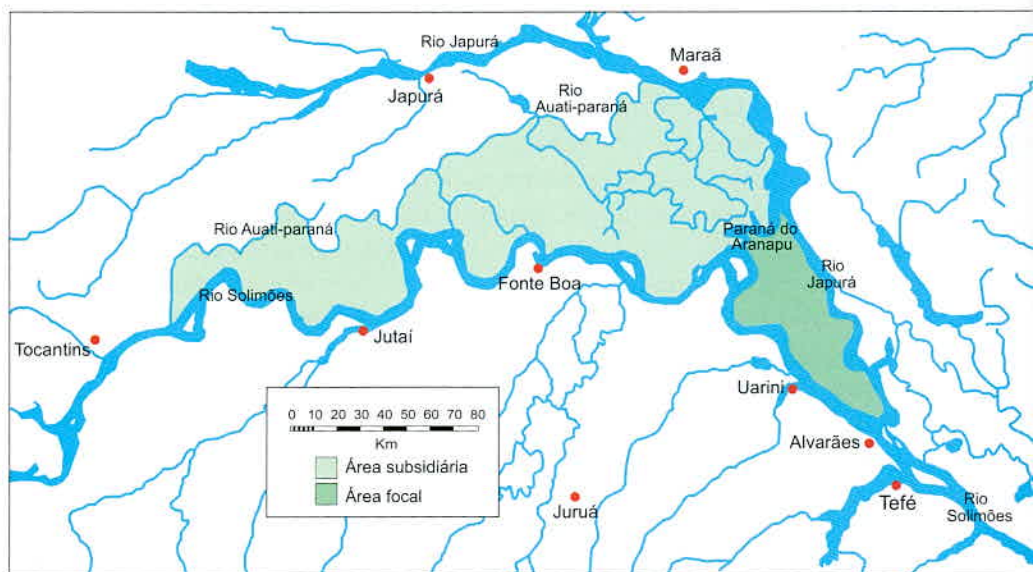 Rio Japurá
Maraã
Japurá
Rio
Auati-paraná
Rio Auati-paraná
Paraná do
Aranapu
Rio
Japurá
Fonte Boa
Rio Solimões
Jutaí
Tocantins
Uarini
0 10 20 30 40 50 60 70 80
Km
Área subsidiária
Área focal
Alvarães
Juruá
Tefé
Rio
Solimões